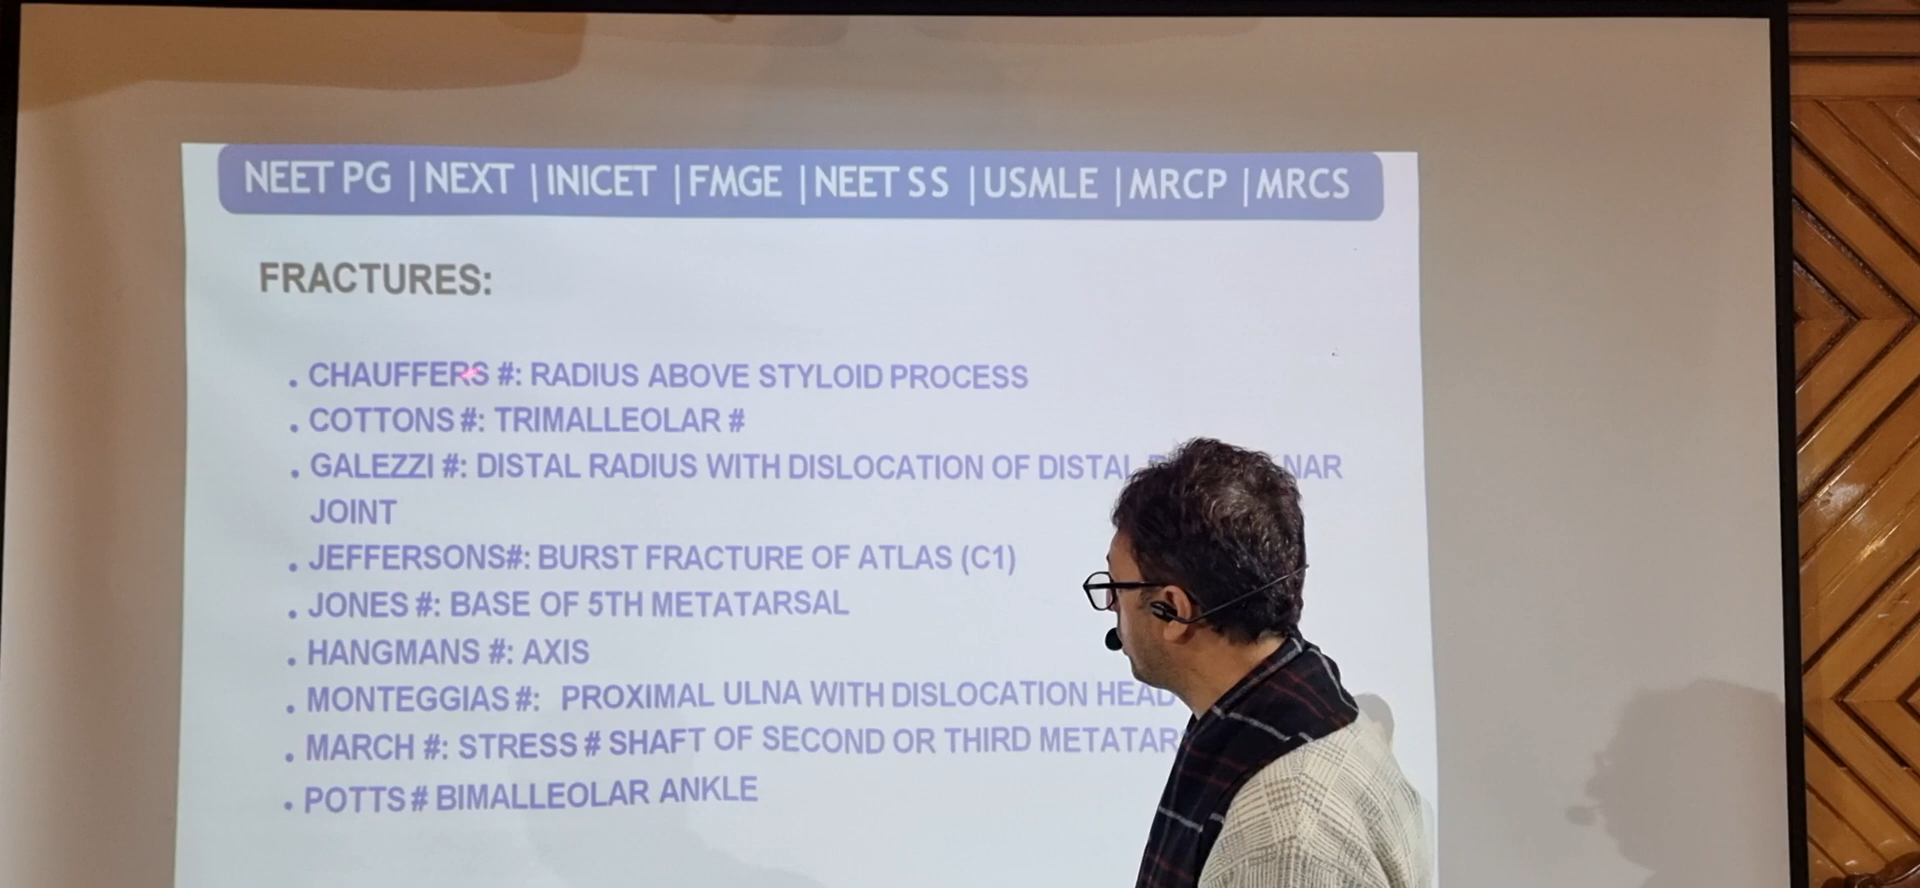 NEET PG | NEXT | INICET | FMGE | NEET SS | USMLE | MRCP | MRCS
FRACTURES:
. CHAUFFERS #: RADIUS ABOVE STYLOID PROCESS
. COTTONS #: TRIMALLEOLAR #
. GALEZZI #: DISTAL RADIUS WITH DISLOCATION OF DISTAL
JOINT
. JEFFERSONS#: BURST FRACTURE OF ATLAS (C1)
. JONES #: BASE OF 5TH METATARSAL
. HANGMANS #: AXIS
. MONTEGGIAS #: PROXIMAL ULNA WITH DISLOCATION HEAD
. MARCH #: STRESS # SHAFT OF SECOND OR THIRD
. POTTS # BIMALLEOLAR ANKLE